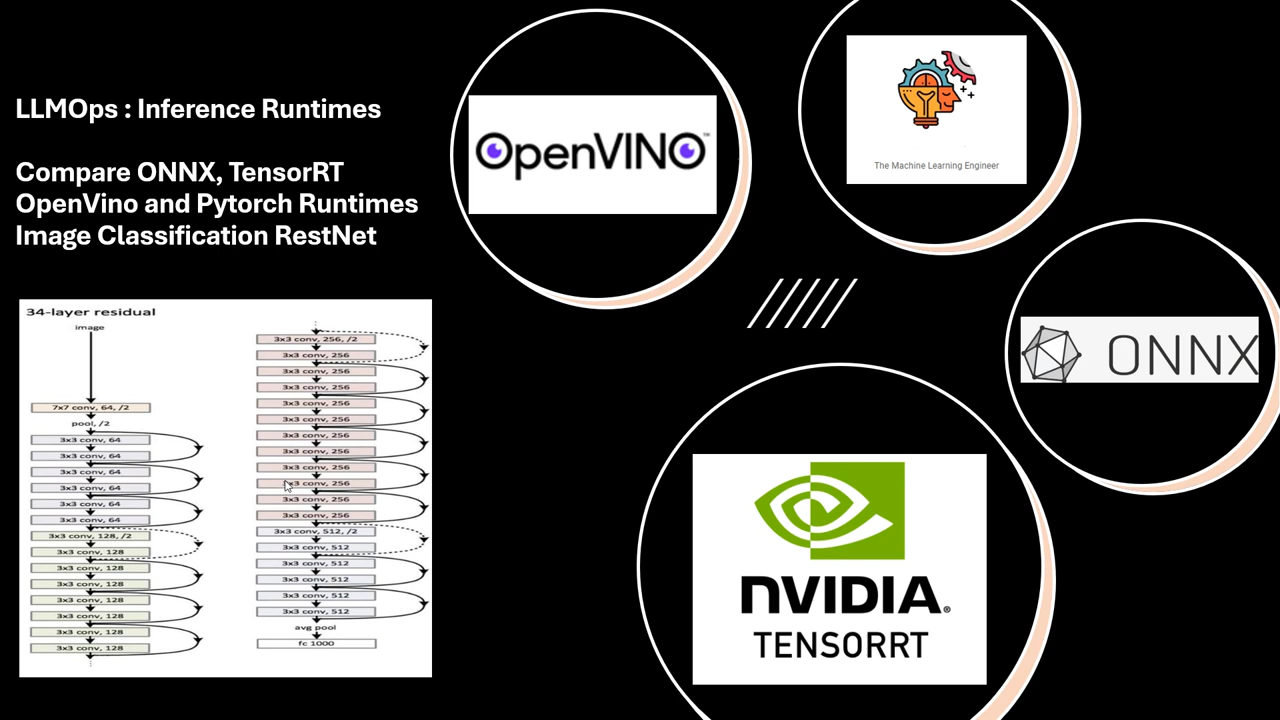 LLMOps : Inference Runtimes
Compare ONNX, TensorRT
OpenVino and Pytorch Runtimes
Image Classification RestNet
OpenVINO™
The Machine Learning Engineer
ONNX
NVIDIA®
TENSORRT
34-layer residual
image
7x7 conv, 64, /2
pool, /2
3x3 conv, 64
3x3 conv, 64
3x3 conv, 64
3x3 conv, 64
3x3 conv, 64
3x3 conv, 64
3x3 conv, 128, /2
3x3 conv, 128
3x3 conv, 128
3x3 conv, 128
3x3 conv, 128
3x3 conv, 128
3x3 conv, 128
3x3 conv, 128
3x3 conv, 256, /2
3x3 conv, 256
3x3 conv, 256
3x3 conv, 256
3x3 conv, 256
3x3 conv, 256
3x3 conv, 256
3x3 conv, 256
3x3 conv, 256
3x3 conv, 256
3x3 conv, 256
3x3 conv, 256
3x3 conv, 512, /2
3x3 conv, 512
3x3 conv, 512
3x3 conv, 512
3x3 conv, 512
3x3 conv, 512
avg pool
fc 1000